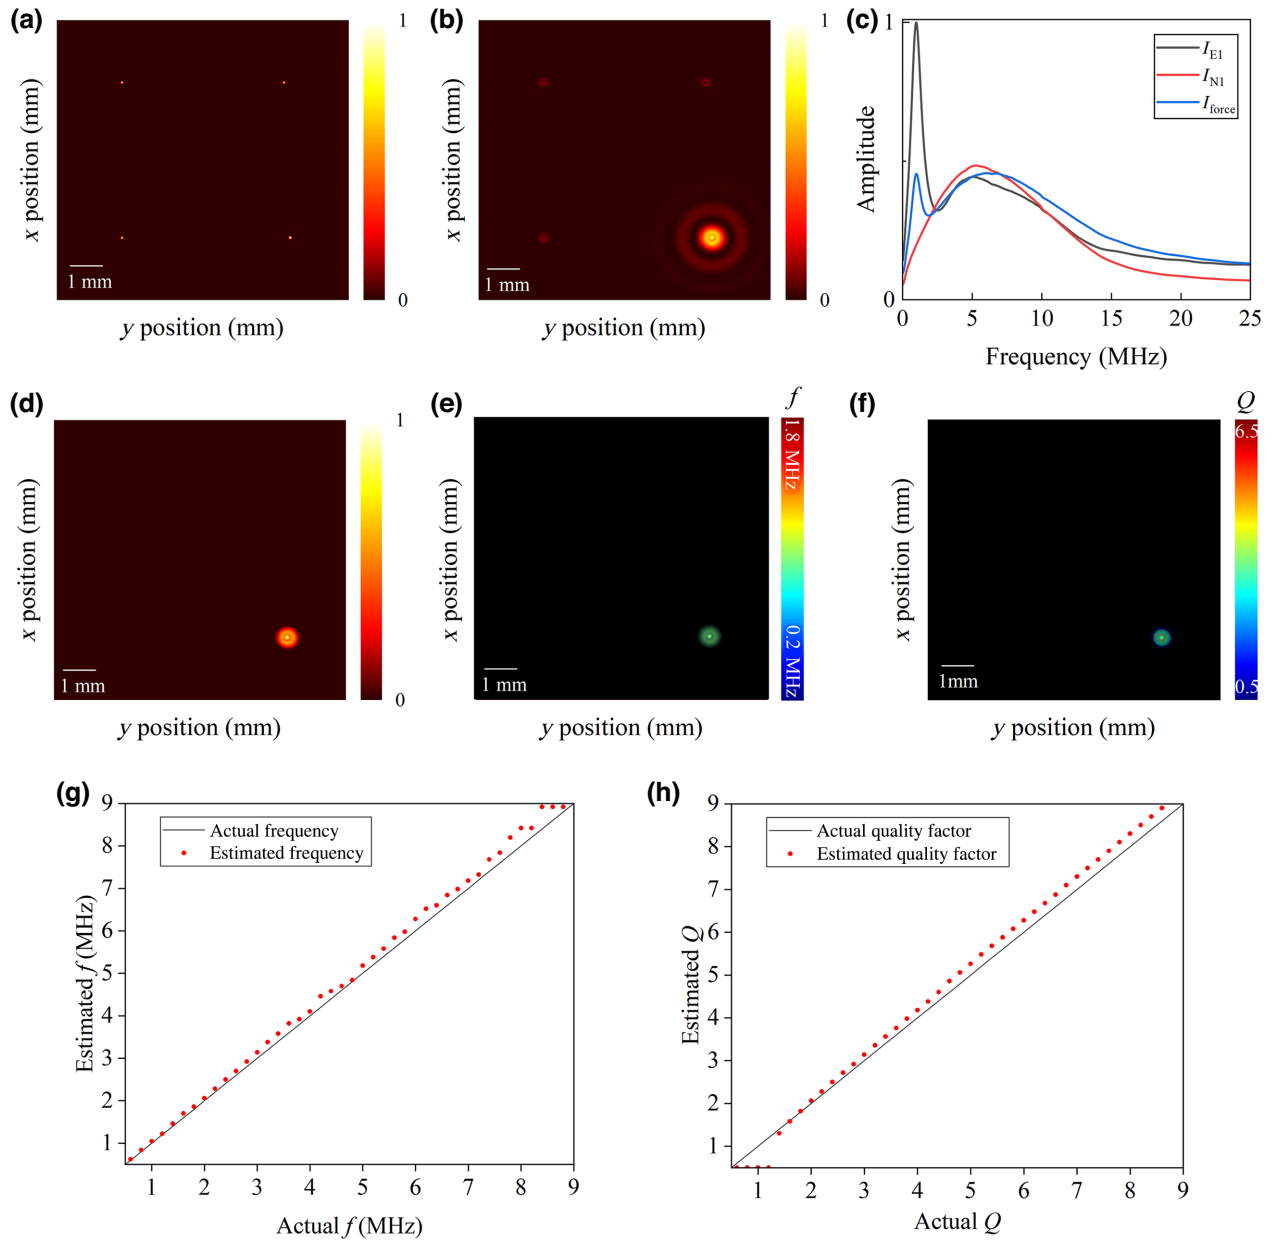 (a)
1
0
x position (mm)
y position (mm)
1 mm
(b)
1
0
x position (mm)
y position (mm)
1 mm
(c)
1
0
Amplitude
I_E1
I_N1
I_force
0 5 10 15 20 25
Frequency (MHz)
(d)
1
0
x position (mm)
y position (mm)
1 mm
(e)
f
1.8 MHz
0.2 MHz
x position (mm)
y position (mm)
1 mm
(f)
Q
6.5
0.5
x position (mm)
y position (mm)
1mm
(g)
9
8
7
6
5
4
3
2
1
Estimated f (MHz)
Actual frequency
Estimated frequency
1 2 3 4 5 6 7 8 9
Actual f (MHz)
(h)
9
8
7
6
5
4
3
2
1
Estimated Q
Actual quality factor
Estimated quality factor
1 2 3 4 5 6 7 8 9
Actual Q